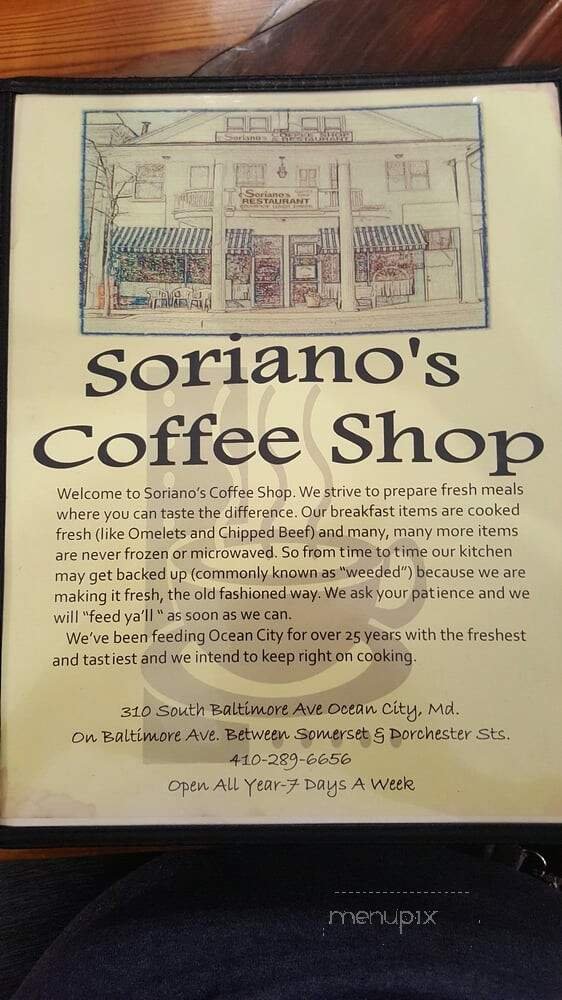 Soriano's COFFEE SHOP
& RESTAURANT
Soriano's
RESTAURANT
Soriano's
Coffee Shop
Welcome to Soriano's Coffee Shop. We strive to prepare fresh meals
where you can taste the difference. Our breakfast items are cooked
fresh (like Omelets and Chipped Beef) and many, many more items
are never frozen or microwaved. So from time to time our kitchen
may get backed up (commonly known as "weeded") because we are
making it fresh, the old fashioned way. We ask your patience and we
will "feed ya'll " as soon as we can.
We've been feeding Ocean City for over 25 years with the freshest
and tastiest and we intend to keep right on cooking.
310 South Baltimore Ave Ocean City, Md.
On Baltimore Ave. Between Somerset & Dorchester Sts.
410-289-6656
Open All Year-7 Days A Week
menupix